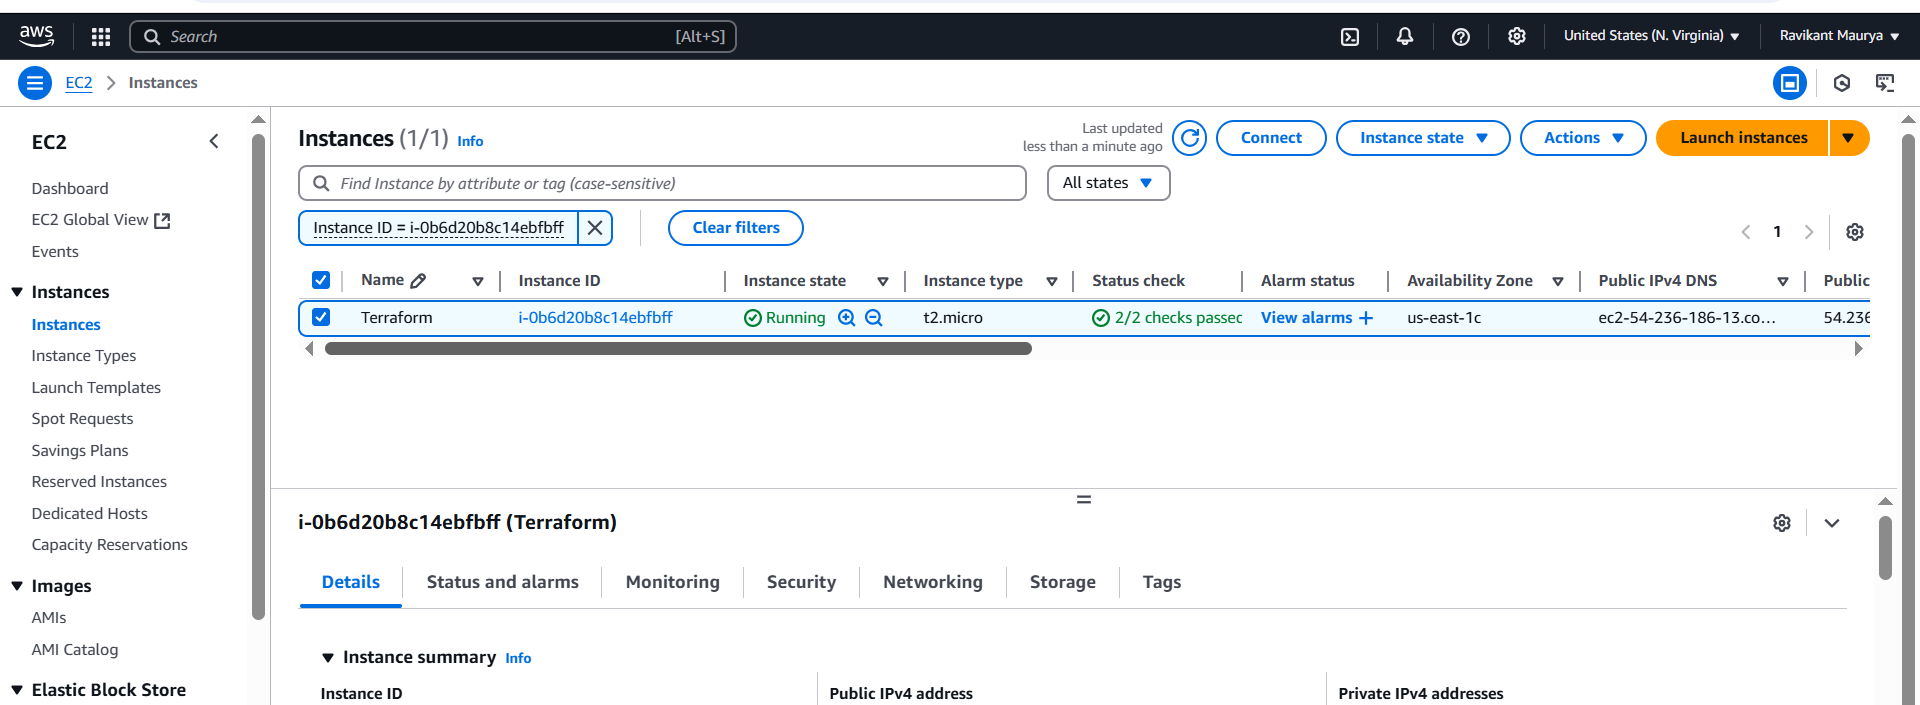 aws
Search [Alt+S]
United States (N. Virginia)
Ravikant Maurya
EC2 Instances
EC2
Dashboard
EC2 Global View
Events
Instances
Instances
Instance Types
Launch Templates
Spot Requests
Savings Plans
Reserved Instances
Dedicated Hosts
Capacity Reservations
Images
AMIs
AMI Catalog
Elastic Block Store
Instances (1/1) Info
Last updated
less than a minute ago
Connect
Instance state
Actions
Launch instances
Find Instance by attribute or tag (case-sensitive)
All states
Instance ID = i-0b6d20b8c14ebfbff
Clear filters
1
Name Instance ID Instance state Instance type Status check Alarm status Availability Zone Public IPv4 DNS Public
Terraform i-0b6d20b8c14ebfbff Running t2.micro 2/2 checks passed View alarms + us-east-1c ec2-54-236-186-13.co... 54.236
i-0b6d20b8c14ebfbff (Terraform)
Details Status and alarms Monitoring Security Networking Storage Tags
Instance summary Info
Instance ID Public IPv4 address Private IPv4 addresses